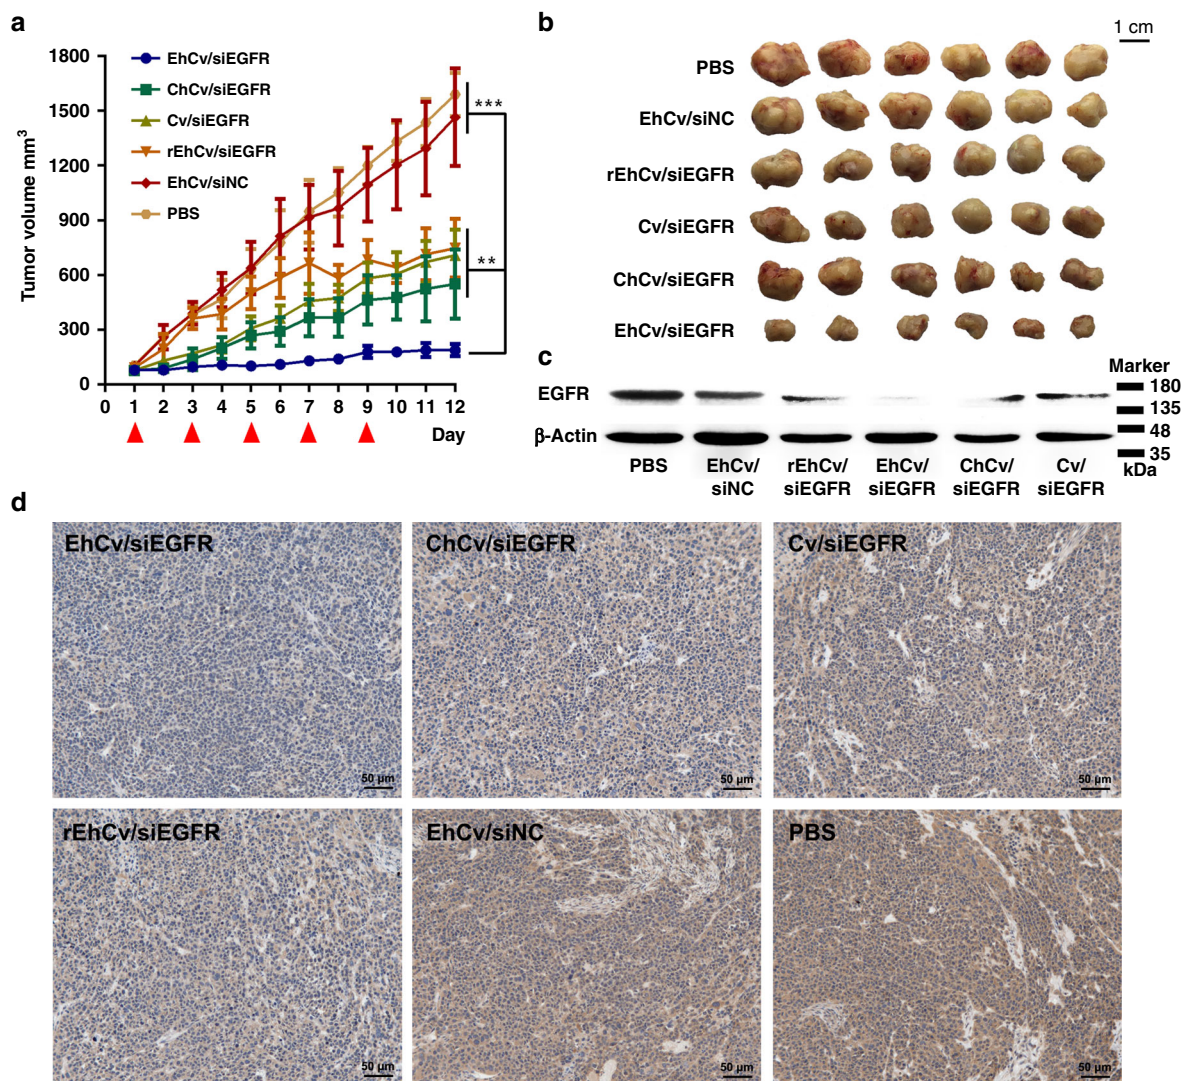 a
Tumor volume mm³
1800
1500
1200
900
600
300
0
EhCv/siEGFR
ChCv/siEGFR
Cv/siEGFR
rEhCv/siEGFR
EhCv/siNC
PBS
***
**
0 1 2 3 4 5 6 7 8 9 10 11 12
Day
b
1 cm
PBS
EhCv/siNC
rEhCv/siEGFR
Cv/siEGFR
ChCv/siEGFR
EhCv/siEGFR
c
Marker
EGFR
180
135
β-Actin
48
35
kDa
PBS
EhCv/
siNC
rEhCv/
siEGFR
EhCv/
siEGFR
ChCv/
siEGFR
Cv/
siEGFR
d
EhCv/siEGFR
50 µm
ChCv/siEGFR
50 µm
Cv/siEGFR
50 µm
rEhCv/siEGFR
50 µm
EhCv/siNC
50 µm
PBS
50 µm